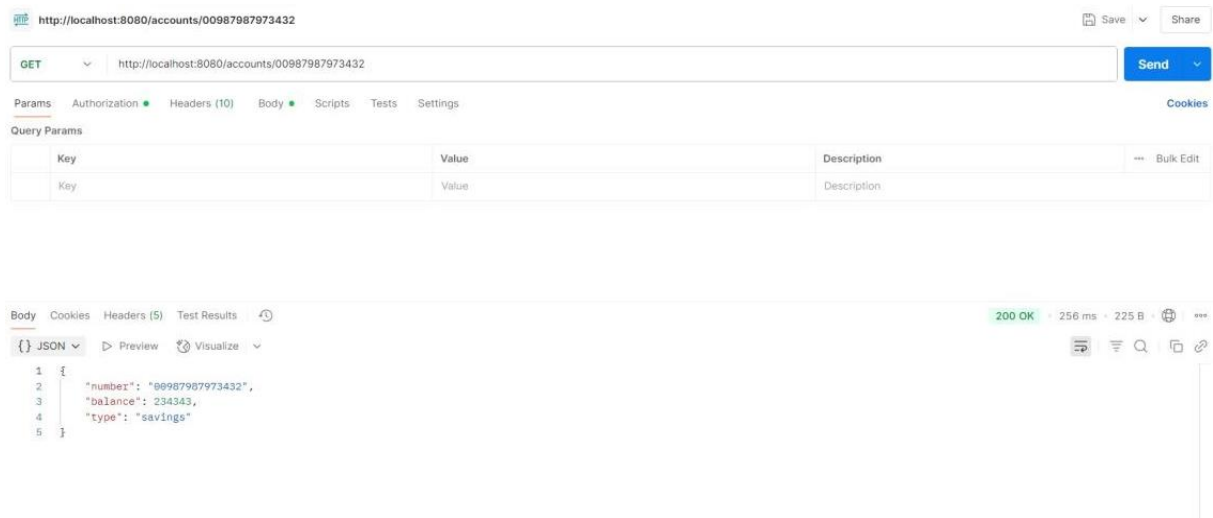 HTTP http://localhost:8080/accounts/00987987973432 Save Share
GET http://localhost:8080/accounts/00987987973432 Send
Params Authorization Headers (10) Body Scripts Tests Settings Cookies
Query Params
Key Value Description ••• Bulk Edit
Key Value Description
Body Cookies Headers (5) Test Results 200 OK • 256 ms • 225 B •••
{} JSON Preview Visualize
1 {
2 "number": "00987987973432",
3 "balance": 234343,
4 "type": "savings"
5 }